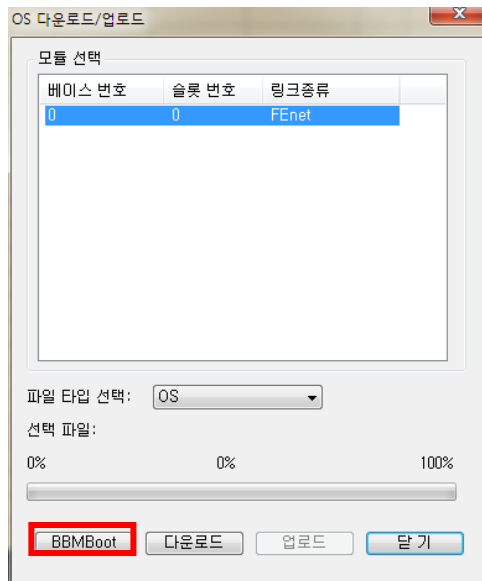 OS 다운로드/업로드
모듈 선택
베이스 번호 슬롯 번호 링크종류
0 0 FEnet
파일 타입 선택: OS
선택 파일:
0% 0% 100%
BBMBoot 다운로드 업로드 닫 기